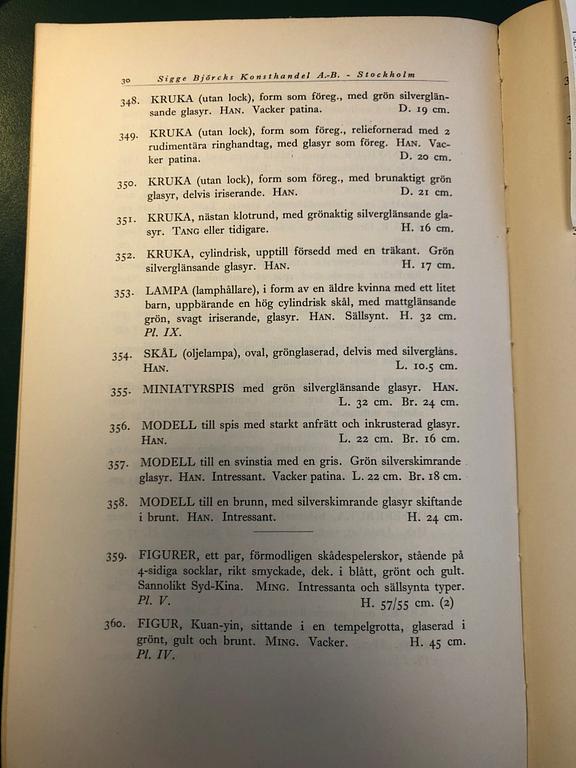 30 Sigge Björcks Konsthandel A.-B. - Stockholm
348. KRUKA (utan lock), form som föreg., med grön silverglän-
sande glasyr. HAN. Vacker patina. D. 19 cm.
349. KRUKA (utan lock), form som föreg., reliefornerad med 2
rudimentära ringhandtag, med glasyr som föreg. HAN. Vac-
ker patina. D. 20 cm.
350. KRUKA (utan lock), form som föreg., med brunaktigt grön
glasyr, delvis iriserande. HAN. D. 21 cm.
351. KRUKA, nästan klotrund, med grönaktig silverglänsande gla-
syr. TANG eller tidigare. H. 16 cm.
352. KRUKA, cylindrisk, upptill försedd med en träkant. Grön
silverglänsande glasyr. HAN. H. 17 cm.
353. LAMPA (lamphållare), i form av en äldre kvinna med ett litet
barn, uppbärande en hög cylindrisk skål, med mattglänsande
grön, svagt iriserande, glasyr. HAN. Sällsynt. H. 32 cm.
Pl. IX.
354. SKÅL (oljelampa), oval, grönglaserad, delvis med silverglans.
HAN. L. 10.5 cm.
355. MINIATYRSPIS med grön silverglänsande glasyr. HAN.
L. 32 cm. Br. 24 cm.
356. MODELL till spis med starkt anfrätt och inkrusterad glasyr.
HAN. L. 22 cm. Br. 16 cm.
357. MODELL till en svinstia med en gris. Grön silverskimrande
glasyr. HAN. Intressant. Vacker patina. L. 22 cm. Br. 18 cm.
358. MODELL till en brunn, med silverskimrande glasyr skiftande
i brunt. HAN. Intressant. H. 24 cm.
359. FIGURER, ett par, förmodligen skådespelerskor, stående på
4-sidiga socklar, rikt smyckade, dek. i blått, grönt och gult.
Sannolikt Syd-Kina. MING. Intressanta och sällsynta typer.
Pl. V. H. 57/55 cm. (2)
360. FIGUR, Kuan-yin, sittande i en tempelgrotta, glaserad i
grönt, gult och brunt. MING. Vacker. H. 45 cm.
Pl. IV.